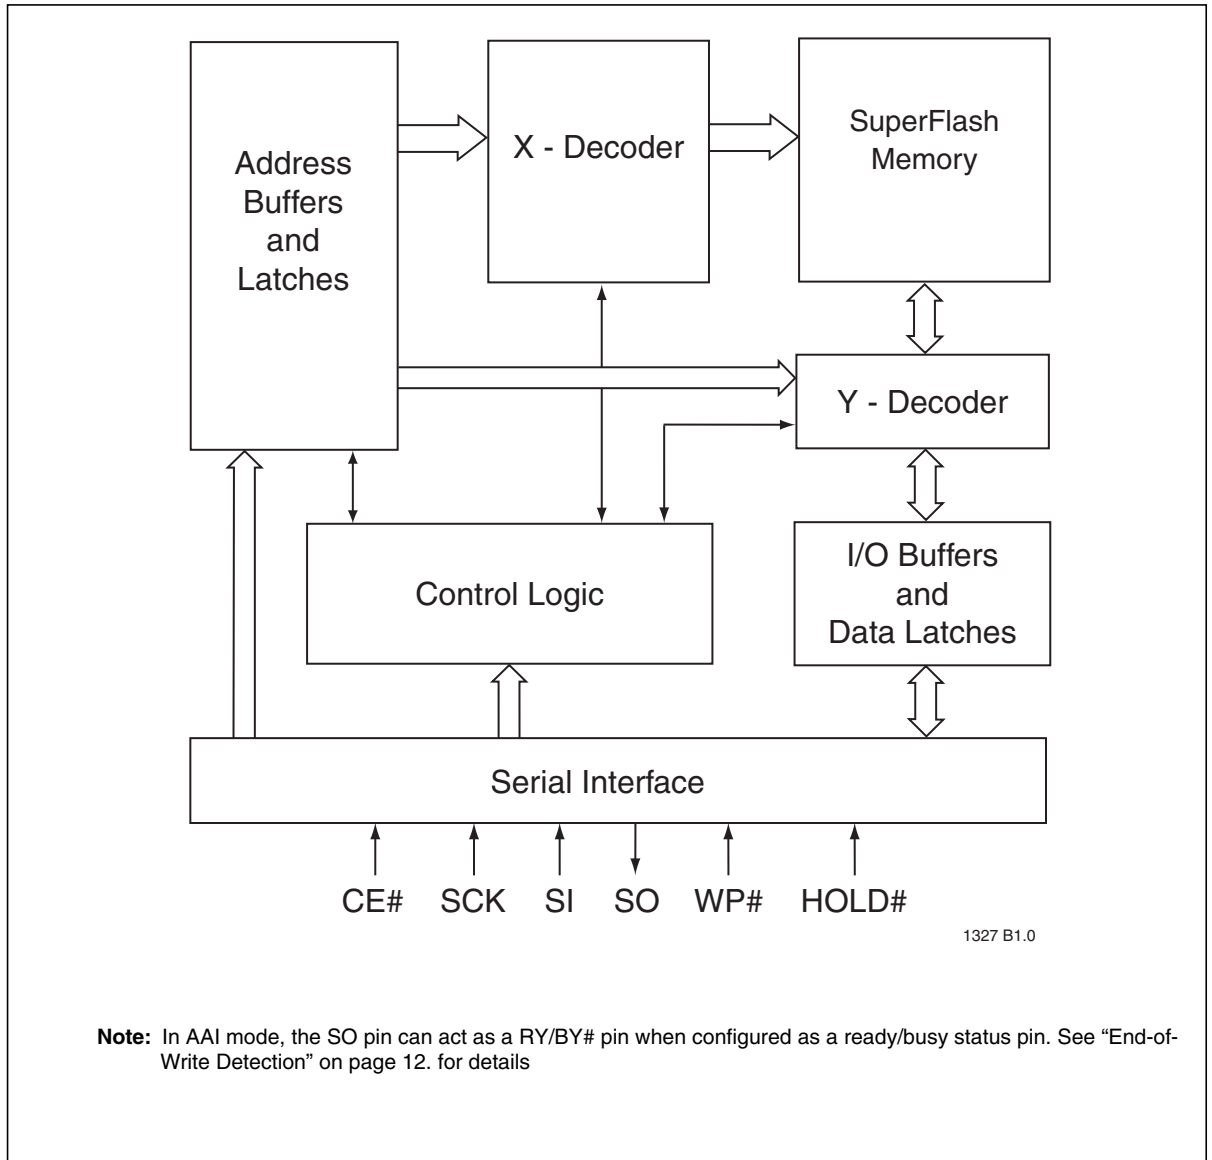 Address
Buffers
and
Latches
X - Decoder
SuperFlash
Memory
Y - Decoder
Control Logic
I/O Buffers
and
Data Latches
Serial Interface
CE# SCK SI SO WP# HOLD#
1327 B1.0
Note: In AAI mode, the SO pin can act as a RY/BY# pin when configured as a ready/busy status pin. See “End-of-
Write Detection” on page 12. for details